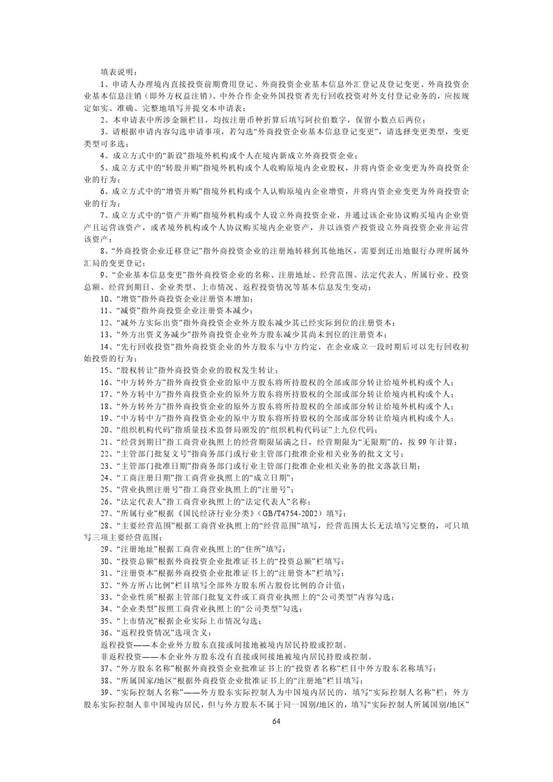 填表说明：
1、申请人办理境内直接投资前期费用登记、外商投资企业基本信息外汇登记及登记变更、外商投资企
业基本信息注销（即外方权益注销）、中外合作企业外国投资者先行回收投资对外支付登记业务的，应按规
定如实、准确、完整地填写并提交本申请表；
2、本申请表中所涉金额栏目，均按注册币种折算后填写阿拉伯数字，保留小数点后两位；
3、请根据申请内容勾选申请事项，若勾选“外商投资企业基本信息登记变更”，请选择变更类型，变更
类型可多选；
4、成立方式中的“新设”指境外机构或个人在境内新成立外商投资企业；
5、成立方式中的“转股并购”指境外机构或个人收购原境内企业股权，并将内资企业变更为外商投资企
业的行为；
6、成立方式中的“增资并购”指境外机构或个人认购原境内企业增资，并将内资企业变更为外商投资企
业的行为；
7、成立方式中的“资产并购”指境外机构或个人设立外商投资企业，并通过该企业协议购买境内企业资
产且运营该资产，或者境外机构或个人协议购买境内企业资产，并以该资产投资设立外商投资企业并运营
该资产；
8、“外商投资企业迁移登记”指外商投资企业的注册地转移到其他地区，需要到迁出地银行办理所属外
汇局的变更登记；
9、“企业基本信息变更”指外商投资企业的名称、注册地址、经营范围、法定代表人、所属行业、投资
总额、经营到期日、企业类型、上市情况、返程投资情况等基本信息发生变动；
10、“增资”指外商投资企业注册资本增加；
11、“减资”指外商投资企业注册资本减少；
12、“减外方实际出资”指外商投资企业外方股东减少其已经实际到位的注册资本；
13、“外方出资义务减少”指外商投资企业外方股东减少其尚未到位的注册资本；
14、“先行回收投资”指外商投资企业的外方股东与中方约定，在企业成立一段时期后可以先行回收初
始投资的行为；
15、“股权转让”指外商投资企业的股权发生转让；
16、“中方转外方”指外商投资企业的原中方股东将所持股权的全部或部分转让给境外机构或个人；
17、“外方转中方”指外商投资企业的原外方股东将所持股权的全部或部分转让给境内机构或个人；
18、“外方转外方”指外商投资企业的原外方股东将所持股权的全部或部分转让给境外机构或个人；
19、“中方转中方”指外商投资企业的原中方股东将所持股权的全部或部分转让给境内机构或个人；
20、“组织机构代码”指质量技术监督局颁发的“组织机构代码证”上九位代码；
21、“经营到期日”指工商营业执照上的经营期限届满之日，经营期限为“无限期”的，按 99 年计算；
22、“主管部门批复文号”指商务部门或行业主管部门批准企业相关业务的批文文号；
23、“主管部门批准日期”指商务部门或行业主管部门批准企业相关业务的批文落款日期；
24、“工商注册日期”指工商营业执照上的“成立日期”；
25、“营业执照注册号”指工商营业执照上的“注册号”；
26、“法定代表人”指工商营业执照上的“法定代表人”名称；
27、“所属行业”根据《国民经济行业分类》（GB/T4754-2002）填写；
28、“主要经营范围”根据工商营业执照上的“经营范围”填写，经营范围太长无法填写完整的，可只填
写三项主要经营范围；
29、“注册地址”根据工商营业执照上的“住所”填写；
30、“投资总额”根据外商投资企业批准证书上的“投资总额”栏填写；
31、“注册资本”根据外商投资企业批准证书上的“注册资本”栏填写；
32、“外方所占比例”栏目填写全部外方股东所占股份比例的合计值；
33、“企业性质”根据主管部门批复文件或工商营业执照上的“公司类型”内容勾选；
34、“企业类型”按照工商营业执照上的“公司类型”勾选；
35、“上市情况”根据企业实际上市情况勾选；
36、“返程投资情况”选项含义：
返程投资——本企业外方股东直接或间接地被境内居民持股或控制。
非返程投资——本企业外方股东没有直接或间接地被境内居民持股或控制。
37、“外方股东名称”根据外商投资企业批准证书上的“投资者名称”栏目中外方股东名称填写；
38、“所属国家/地区”根据外商投资企业批准证书上的“注册地”栏目填写；
39、“实际控制人名称”——外方股东实际控制人为中国境内居民的，填写“实际控制人名称”栏；外方
股东实际控制人非中国境内居民，但与外方股东不属于同一国别/地区的，填写“实际控制人所属国别/地区”
64